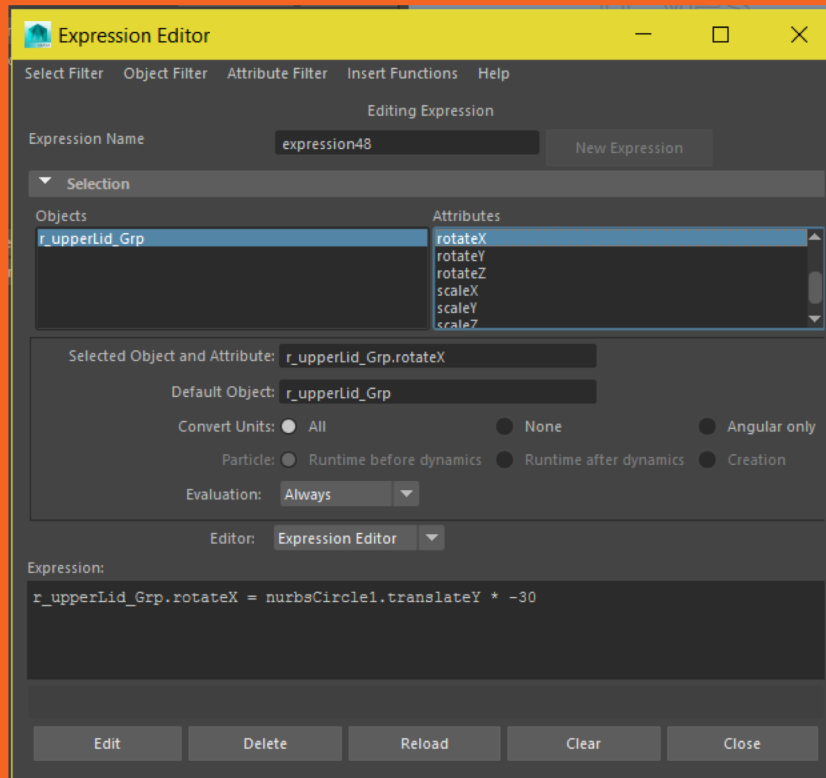 Expression Editor
Select Filter Object Filter Attribute Filter Insert Functions Help
Editing Expression
Expression Name expression48 New Expression
Selection
Objects Attributes
r_upperLid_Grp rotateX
rotateY
rotateZ
scaleX
scaleY
scaleZ
Selected Object and Attribute: r_upperLid_Grp.rotateX
Default Object: r_upperLid_Grp
Convert Units: All None Angular only
Particle: Runtime before dynamics Runtime after dynamics Creation
Evaluation: Always
Editor: Expression Editor
Expression:
r_upperLid_Grp.rotateX = nurbsCircle1.translateY * -30
Edit Delete Reload Clear Close